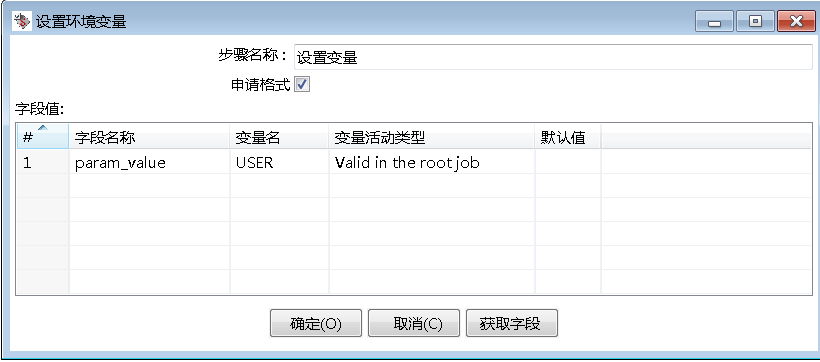 设置环境变量
步骤名称： 设置变量
申请格式
字段值:
# 字段名称 变量名 变量活动类型 默认值
1 param_value USER Valid in the root job
确定(O) 取消(C) 获取字段